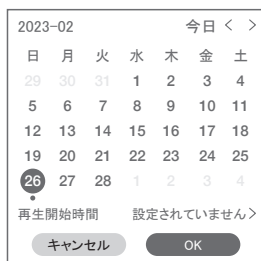 2023-02 今日 < >
日 月 火 水 木 金 土
29 30 31 1 2 3 4
5 6 7 8 9 10 11
12 13 14 15 16 17 18
19 20 21 22 23 24 25
26 27 28 1 2 3 4
再生開始時間 設定されていません>
キャンセル OK